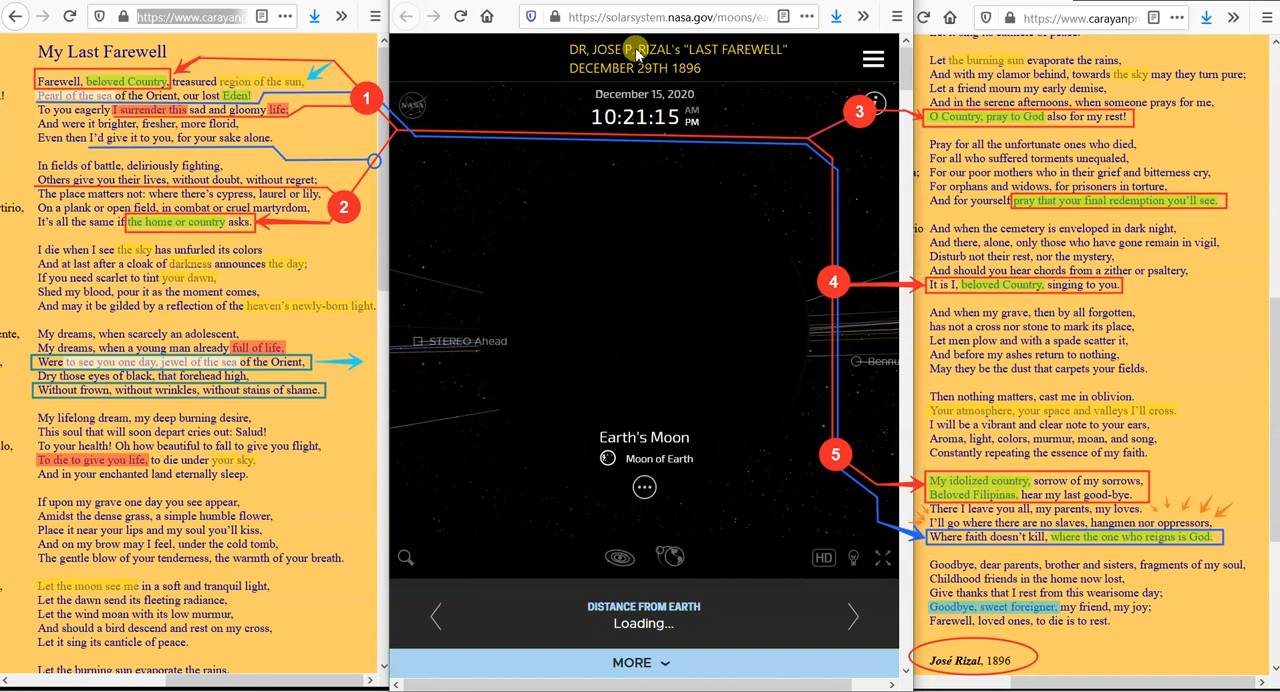 https://www.carayanp
My Last Farewell
Farewell, beloved Country, treasured region of the sun,
Pearl of the sea of the Orient, our lost Eden!
To you eagerly I surrender this sad and gloomy life;
And were it brighter, fresher, more florid,
Even then I'd give it to you, for your sake alone.
In fields of battle, deliriously fighting,
Others give you their lives, without doubt, without regret;
The place matters not: where there's cypress, laurel or lily,
On a plank or open field, in combat or cruel martyrdom,
It's all the same if the home or country asks.
I die when I see the sky has unfurled its colors
And at last after a cloak of darkness announces the day;
If you need scarlet to tint your dawn,
Shed my blood, pour it as the moment comes,
And may it be gilded by a reflection of the heaven's newly-born light.
My dreams, when scarcely an adolescent,
My dreams, when a young man already full of life,
Were to see you one day, jewel of the sea of the Orient,
Dry those eyes of black, that forehead high,
Without frown, without wrinkles, without stains of shame.
My lifelong dream, my deep burning desire,
This soul that will soon depart cries out: Salud!
To your health! Oh how beautiful to fall to give you flight,
To die to give you life, to die under your sky,
And in your enchanted land eternally sleep.
If upon my grave one day you see appear,
Amidst the dense grass, a simple humble flower,
Place it near your lips and my soul you'll kiss,
And on my brow may I feel, under the cold tomb,
The gentle blow of your tenderness, the warmth of your breath.
Let the moon see me in a soft and tranquil light,
Let the dawn send its fleeting radiance,
Let the wind moan with its low murmur,
And should a bird descend and rest on my cross,
Let it sing its canticle of peace.
Let the burning sun evaporate the rains,
1
2
https://solarsystem.nasa.gov/moons/ea
DR, JOSE P. RIZAL's "LAST FAREWELL"
DECEMBER 29TH 1896
NASA
December 15, 2020
10:21:15 AM PM
STEREO Ahead
Bennu
Earth's Moon
Moon of Earth
HD
DISTANCE FROM EARTH
Loading...
MORE
3
4
5
https://www.carayanpr
Let it sing its canticle of peace.
Let the burning sun evaporate the rains,
And with my clamor behind, towards the sky may they turn pure;
Let a friend mourn my early demise,
And in the serene afternoons, when someone prays for me,
O Country, pray to God also for my rest!
Pray for all the unfortunate ones who died,
For all who suffered torments unequaled,
For our poor mothers who in their grief and bitterness cry,
For orphans and widows, for prisoners in torture,
And for yourself pray that your final redemption you'll see.
And when the cemetery is enveloped in dark night,
And there, alone, only those who have gone remain in vigil,
Disturb not their rest, nor the mystery,
And should you hear chords from a zither or psaltery,
It is I, beloved Country, singing to you.
And when my grave, then by all forgotten,
has not a cross nor stone to mark its place,
Let men plow and with a spade scatter it,
And before my ashes return to nothing,
May they be the dust that carpets your fields.
Then nothing matters, cast me in oblivion.
Your atmosphere, your space and valleys I'll cross.
I will be a vibrant and clear note to your ears,
Aroma, light, colors, murmur, moan, and song,
Constantly repeating the essence of my faith.
My idolized country, sorrow of my sorrows,
Beloved Filipinas, hear my last good-bye.
There I leave you all, my parents, my loves.
I'll go where there are no slaves, hangmen nor oppressors,
Where faith doesn't kill, where the one who reigns is God.
Goodbye, dear parents, brother and sisters, fragments of my soul,
Childhood friends in the home now lost,
Give thanks that I rest from this wearisome day;
Goodbye, sweet foreigner, my friend, my joy;
Farewell, loved ones, to die is to rest.
José Rizal, 1896